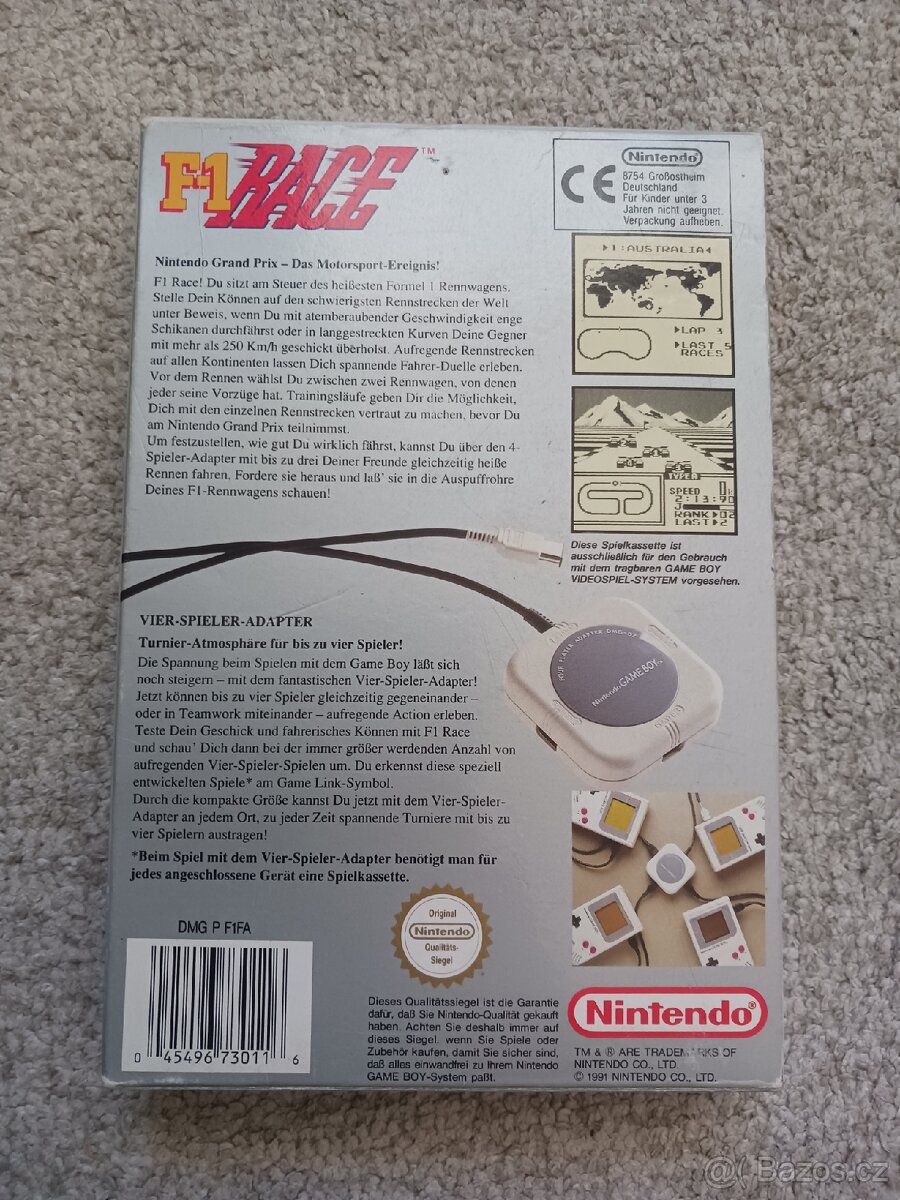 F-1 RACE™
Nintendo
8754 Großostheim
Deutschland
Für Kinder unter 3
Jahren nicht geeignet.
Verpackung aufheben.
CE
Nintendo Grand Prix – Das Motorsport-Ereignis!
F1 Race! Du sitzt am Steuer des heißesten Formel 1 Rennwagens.
Stelle Dein Können auf den schwierigsten Rennstrecken der Welt
unter Beweis, wenn Du mit atemberaubender Geschwindigkeit enge
Schikanen durchfährst oder in langgestreckten Kurven Deine Gegner
mit mehr als 250 Km/h geschickt überholst. Aufregende Rennstrecken
auf allen Kontinenten lassen Dich spannende Fahrer-Duelle erleben.
Vor dem Rennen wählst Du zwischen zwei Rennwagen, von denen
jeder seine Vorzüge hat. Trainingsläufe geben Dir die Möglichkeit,
Dich mit den einzelnen Rennstrecken vertraut zu machen, bevor Du
am Nintendo Grand Prix teilnimmst.
Um festzustellen, wie gut Du wirklich fährst, kannst Du über den 4-
Spieler-Adapter mit bis zu drei Deiner Freunde gleichzeitig heiße
Rennen fahren. Fordere sie heraus und laß' sie in die Auspuffrohre
Deines F1-Rennwagens schauen!
▶1:AUSTRALIA◀
▶LAP 3
▶LAST 5
RACES
TYPE A
SPEED 0k
2:13:90
J
RANK▶02
LAST▶2
Diese Spielkassette ist
ausschließlich für den Gebrauch
mit dem tragbaren GAME BOY
VIDEOSPIEL-SYSTEM vorgesehen.
VIER-SPIELER-ADAPTER
Turnier-Atmosphäre für bis zu vier Spieler!
Die Spannung beim Spielen mit dem Game Boy läßt sich
noch steigern – mit dem fantastischen Vier-Spieler-Adapter!
Jetzt können bis zu vier Spieler gleichzeitig gegeneinander –
oder in Teamwork miteinander – aufregende Action erleben.
Teste Dein Geschick und fahrerisches Können mit F1 Race
und schau' Dich dann bei der immer größer werdenden Anzahl von
aufregenden Vier-Spieler-Spielen um. Du erkennst diese speziell
entwickelten Spiele* am Game Link-Symbol.
Durch die kompakte Größe kannst Du jetzt mit dem Vier-Spieler-
Adapter an jedem Ort, zu jeder Zeit spannende Turniere mit bis zu
vier Spielern austragen!
*Beim Spiel mit dem Vier-Spieler-Adapter benötigt man für
jedes angeschlossene Gerät eine Spielkassette.
FOUR PLAYER ADAPTER DMG-07
Nintendo GAME BOY
DMG P F1FA
0 45496 73011 6
Original
Nintendo
Qualitäts-
Siegel
Dieses Qualitätssiegel ist die Garantie
dafür, daß Sie Nintendo-Qualität gekauft
haben. Achten Sie deshalb immer auf
dieses Siegel, wenn Sie Spiele oder
Zubehör kaufen, damit Sie sicher sind,
daß alles einwandfrei zu Ihrem Nintendo
GAME BOY-System paßt.
Nintendo®
TM & ® ARE TRADEMARKS OF
NINTENDO CO., LTD.
© 1991 NINTENDO CO., LTD.
@( Bazos.cz